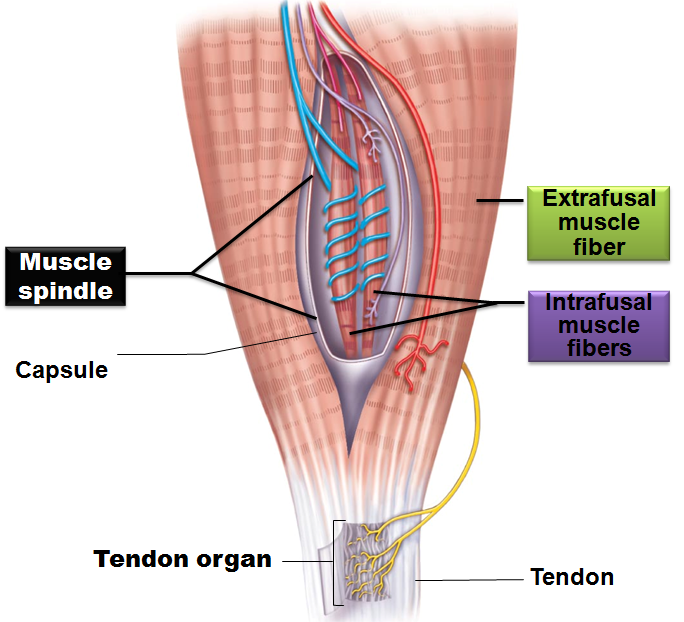 Extrafusal
muscle
fiber
Muscle
spindle
Intrafusal
muscle
fibers
Capsule
Tendon organ
Tendon